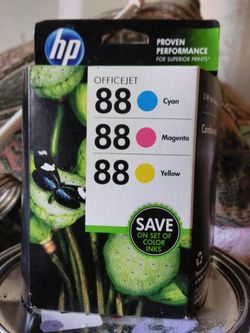 hp
PROVEN
PERFORMANCE
FOR SUPERIOR PRINTS
OFFICEJET
88 Cyan
88 Magenta
88 Yellow
SAVE
ON SET OF
COLOR
INKS